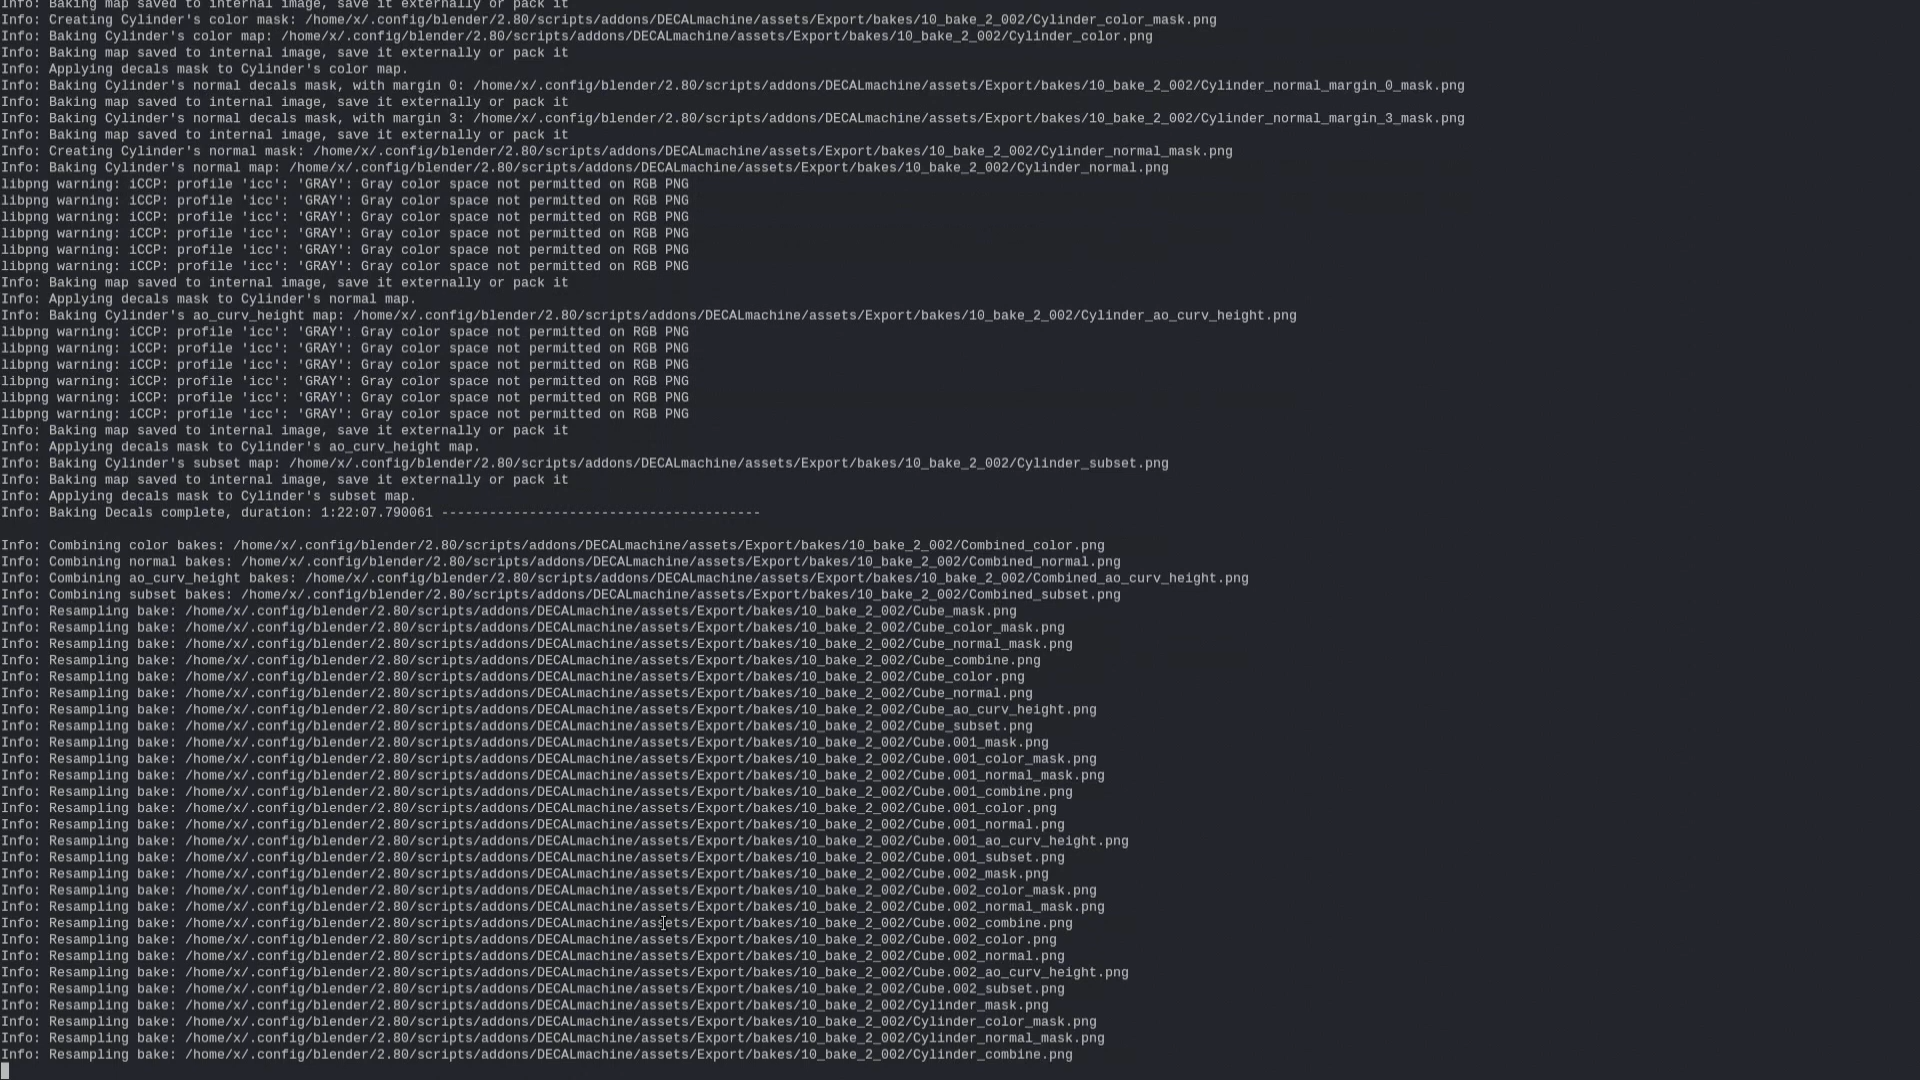 Info: Baking map saved to internal image, save it externally or pack it
Info: Creating Cylinder's color mask: /home/x/.config/blender/2.80/scripts/addons/DECALmachine/assets/Export/bakes/10_bake_2_002/Cylinder_color_mask.png
Info: Baking Cylinder's color map: /home/x/.config/blender/2.80/scripts/addons/DECALmachine/assets/Export/bakes/10_bake_2_002/Cylinder_color.png
Info: Baking map saved to internal image, save it externally or pack it
Info: Applying decals mask to Cylinder's color map.
Info: Baking Cylinder's normal decals mask, with margin 0: /home/x/.config/blender/2.80/scripts/addons/DECALmachine/assets/Export/bakes/10_bake_2_002/Cylinder_normal_margin_0_mask.png
Info: Baking map saved to internal image, save it externally or pack it
Info: Baking Cylinder's normal decals mask, with margin 3: /home/x/.config/blender/2.80/scripts/addons/DECALmachine/assets/Export/bakes/10_bake_2_002/Cylinder_normal_margin_3_mask.png
Info: Baking map saved to internal image, save it externally or pack it
Info: Creating Cylinder's normal mask: /home/x/.config/blender/2.80/scripts/addons/DECALmachine/assets/Export/bakes/10_bake_2_002/Cylinder_normal_mask.png
Info: Baking Cylinder's normal map: /home/x/.config/blender/2.80/scripts/addons/DECALmachine/assets/Export/bakes/10_bake_2_002/Cylinder_normal.png
libpng warning: iCCP: profile 'icc': 'GRAY': Gray color space not permitted on RGB PNG
libpng warning: iCCP: profile 'icc': 'GRAY': Gray color space not permitted on RGB PNG
libpng warning: iCCP: profile 'icc': 'GRAY': Gray color space not permitted on RGB PNG
libpng warning: iCCP: profile 'icc': 'GRAY': Gray color space not permitted on RGB PNG
libpng warning: iCCP: profile 'icc': 'GRAY': Gray color space not permitted on RGB PNG
libpng warning: iCCP: profile 'icc': 'GRAY': Gray color space not permitted on RGB PNG
Info: Baking map saved to internal image, save it externally or pack it
Info: Applying decals mask to Cylinder's normal map.
Info: Baking Cylinder's ao_curv_height map: /home/x/.config/blender/2.80/scripts/addons/DECALmachine/assets/Export/bakes/10_bake_2_002/Cylinder_ao_curv_height.png
libpng warning: iCCP: profile 'icc': 'GRAY': Gray color space not permitted on RGB PNG
libpng warning: iCCP: profile 'icc': 'GRAY': Gray color space not permitted on RGB PNG
libpng warning: iCCP: profile 'icc': 'GRAY': Gray color space not permitted on RGB PNG
libpng warning: iCCP: profile 'icc': 'GRAY': Gray color space not permitted on RGB PNG
libpng warning: iCCP: profile 'icc': 'GRAY': Gray color space not permitted on RGB PNG
libpng warning: iCCP: profile 'icc': 'GRAY': Gray color space not permitted on RGB PNG
Info: Baking map saved to internal image, save it externally or pack it
Info: Applying decals mask to Cylinder's ao_curv_height map.
Info: Baking Cylinder's subset map: /home/x/.config/blender/2.80/scripts/addons/DECALmachine/assets/Export/bakes/10_bake_2_002/Cylinder_subset.png
Info: Baking map saved to internal image, save it externally or pack it
Info: Applying decals mask to Cylinder's subset map.
Info: Baking Decals complete, duration: 1:22:07.790061 ----------------------------------------
Info: Combining color bakes: /home/x/.config/blender/2.80/scripts/addons/DECALmachine/assets/Export/bakes/10_bake_2_002/Combined_color.png
Info: Combining normal bakes: /home/x/.config/blender/2.80/scripts/addons/DECALmachine/assets/Export/bakes/10_bake_2_002/Combined_normal.png
Info: Combining ao_curv_height bakes: /home/x/.config/blender/2.80/scripts/addons/DECALmachine/assets/Export/bakes/10_bake_2_002/Combined_ao_curv_height.png
Info: Combining subset bakes: /home/x/.config/blender/2.80/scripts/addons/DECALmachine/assets/Export/bakes/10_bake_2_002/Combined_subset.png
Info: Resampling bake: /home/x/.config/blender/2.80/scripts/addons/DECALmachine/assets/Export/bakes/10_bake_2_002/Cube_mask.png
Info: Resampling bake: /home/x/.config/blender/2.80/scripts/addons/DECALmachine/assets/Export/bakes/10_bake_2_002/Cube_color_mask.png
Info: Resampling bake: /home/x/.config/blender/2.80/scripts/addons/DECALmachine/assets/Export/bakes/10_bake_2_002/Cube_normal_mask.png
Info: Resampling bake: /home/x/.config/blender/2.80/scripts/addons/DECALmachine/assets/Export/bakes/10_bake_2_002/Cube_combine.png
Info: Resampling bake: /home/x/.config/blender/2.80/scripts/addons/DECALmachine/assets/Export/bakes/10_bake_2_002/Cube_color.png
Info: Resampling bake: /home/x/.config/blender/2.80/scripts/addons/DECALmachine/assets/Export/bakes/10_bake_2_002/Cube_normal.png
Info: Resampling bake: /home/x/.config/blender/2.80/scripts/addons/DECALmachine/assets/Export/bakes/10_bake_2_002/Cube_ao_curv_height.png
Info: Resampling bake: /home/x/.config/blender/2.80/scripts/addons/DECALmachine/assets/Export/bakes/10_bake_2_002/Cube_subset.png
Info: Resampling bake: /home/x/.config/blender/2.80/scripts/addons/DECALmachine/assets/Export/bakes/10_bake_2_002/Cube.001_mask.png
Info: Resampling bake: /home/x/.config/blender/2.80/scripts/addons/DECALmachine/assets/Export/bakes/10_bake_2_002/Cube.001_color_mask.png
Info: Resampling bake: /home/x/.config/blender/2.80/scripts/addons/DECALmachine/assets/Export/bakes/10_bake_2_002/Cube.001_normal_mask.png
Info: Resampling bake: /home/x/.config/blender/2.80/scripts/addons/DECALmachine/assets/Export/bakes/10_bake_2_002/Cube.001_combine.png
Info: Resampling bake: /home/x/.config/blender/2.80/scripts/addons/DECALmachine/assets/Export/bakes/10_bake_2_002/Cube.001_color.png
Info: Resampling bake: /home/x/.config/blender/2.80/scripts/addons/DECALmachine/assets/Export/bakes/10_bake_2_002/Cube.001_normal.png
Info: Resampling bake: /home/x/.config/blender/2.80/scripts/addons/DECALmachine/assets/Export/bakes/10_bake_2_002/Cube.001_ao_curv_height.png
Info: Resampling bake: /home/x/.config/blender/2.80/scripts/addons/DECALmachine/assets/Export/bakes/10_bake_2_002/Cube.001_subset.png
Info: Resampling bake: /home/x/.config/blender/2.80/scripts/addons/DECALmachine/assets/Export/bakes/10_bake_2_002/Cube.002_mask.png
Info: Resampling bake: /home/x/.config/blender/2.80/scripts/addons/DECALmachine/assets/Export/bakes/10_bake_2_002/Cube.002_color_mask.png
Info: Resampling bake: /home/x/.config/blender/2.80/scripts/addons/DECALmachine/assets/Export/bakes/10_bake_2_002/Cube.002_normal_mask.png
Info: Resampling bake: /home/x/.config/blender/2.80/scripts/addons/DECALmachine/assets/Export/bakes/10_bake_2_002/Cube.002_combine.png
Info: Resampling bake: /home/x/.config/blender/2.80/scripts/addons/DECALmachine/assets/Export/bakes/10_bake_2_002/Cube.002_color.png
Info: Resampling bake: /home/x/.config/blender/2.80/scripts/addons/DECALmachine/assets/Export/bakes/10_bake_2_002/Cube.002_normal.png
Info: Resampling bake: /home/x/.config/blender/2.80/scripts/addons/DECALmachine/assets/Export/bakes/10_bake_2_002/Cube.002_ao_curv_height.png
Info: Resampling bake: /home/x/.config/blender/2.80/scripts/addons/DECALmachine/assets/Export/bakes/10_bake_2_002/Cube.002_subset.png
Info: Resampling bake: /home/x/.config/blender/2.80/scripts/addons/DECALmachine/assets/Export/bakes/10_bake_2_002/Cylinder_mask.png
Info: Resampling bake: /home/x/.config/blender/2.80/scripts/addons/DECALmachine/assets/Export/bakes/10_bake_2_002/Cylinder_color_mask.png
Info: Resampling bake: /home/x/.config/blender/2.80/scripts/addons/DECALmachine/assets/Export/bakes/10_bake_2_002/Cylinder_normal_mask.png
Info: Resampling bake: /home/x/.config/blender/2.80/scripts/addons/DECALmachine/assets/Export/bakes/10_bake_2_002/Cylinder_combine.png